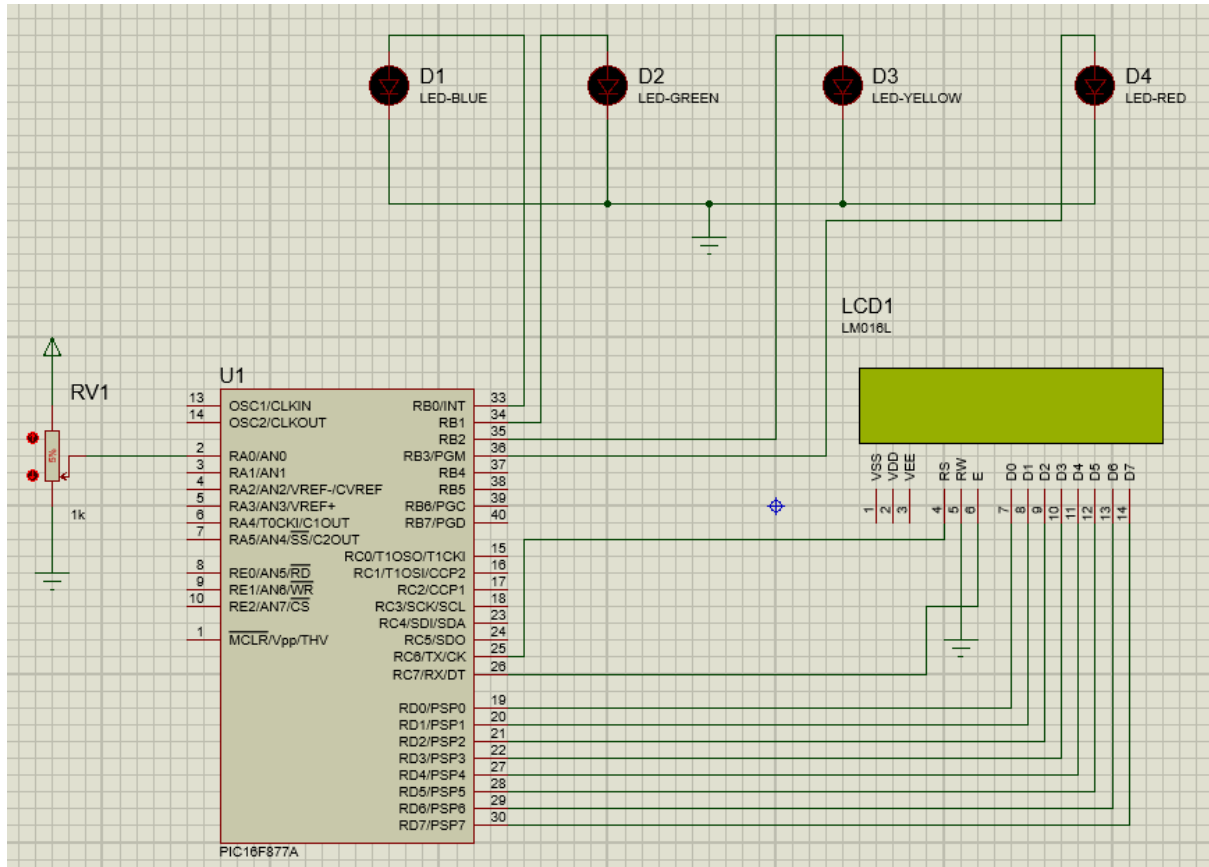 D1
LED-BLUE
D2
LED-GREEN
D3
LED-YELLOW
D4
LED-RED
LCD1
LM016L
VSS
VDD
VEE
RS
RW
E
D0
D1
D2
D3
D4
D5
D6
D7
1
2
3
4
5
6
7
8
9
10
11
12
13
14
RV1
5%
1k
U1
13 OSC1/CLKIN
14 OSC2/CLKOUT
2 RA0/AN0
3 RA1/AN1
4 RA2/AN2/VREF-/CVREF
5 RA3/AN3/VREF+
6 RA4/T0CKI/C1OUT
7 RA5/AN4/SS/C2OUT
8 RE0/AN5/RD
9 RE1/AN6/WR
10 RE2/AN7/CS
1 MCLR/Vpp/THV
RB0/INT 33
RB1 34
RB2 35
RB3/PGM 36
RB4 37
RB5 38
RB6/PGC 39
RB7/PGD 40
RC0/T1OSO/T1CKI 15
RC1/T1OSI/CCP2 16
RC2/CCP1 17
RC3/SCK/SCL 18
RC4/SDI/SDA 23
RC5/SDO 24
RC6/TX/CK 25
RC7/RX/DT 26
RD0/PSP0 19
RD1/PSP1 20
RD2/PSP2 21
RD3/PSP3 22
RD4/PSP4 27
RD5/PSP5 28
RD6/PSP6 29
RD7/PSP7 30
PIC16F877A